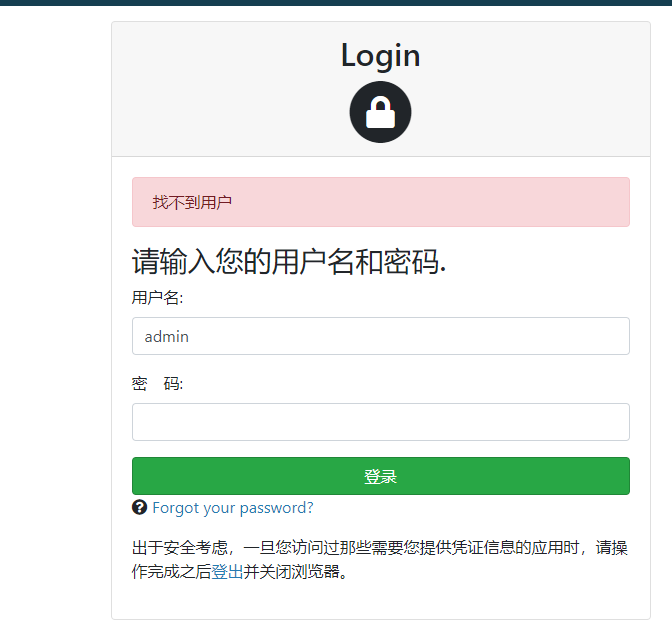 Login
找不到用户
请输入您的用户名和密码.
用户名:
admin
密　码:
登录
Forgot your password?
出于安全考虑，一旦您访问过那些需要您提供凭证信息的应用时，请操
作完成之后登出并关闭浏览器。